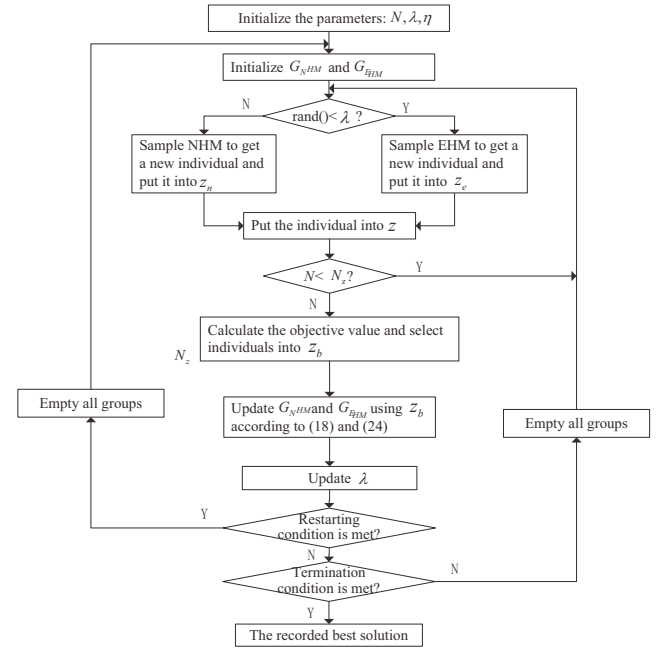 Initialize the parameters: N, λ, η
Initialize G_NHM and G_EHM
N
rand()< λ ?
Y
Sample NHM to get
a new individual and
put it into z_n
Sample EHM to get a
new individual and
put it into z_e
Put the individual into z
N< N_z?
Y
N
Calculate the objective value and select
individuals into z_b
N_z
Empty all groups
Update G_NHM and G_EHM using z_b
according to (18) and (24)
Empty all groups
Update λ
Y
Restarting
condition is met?
N
Termination
condition is met?
N
Y
The recorded best solution